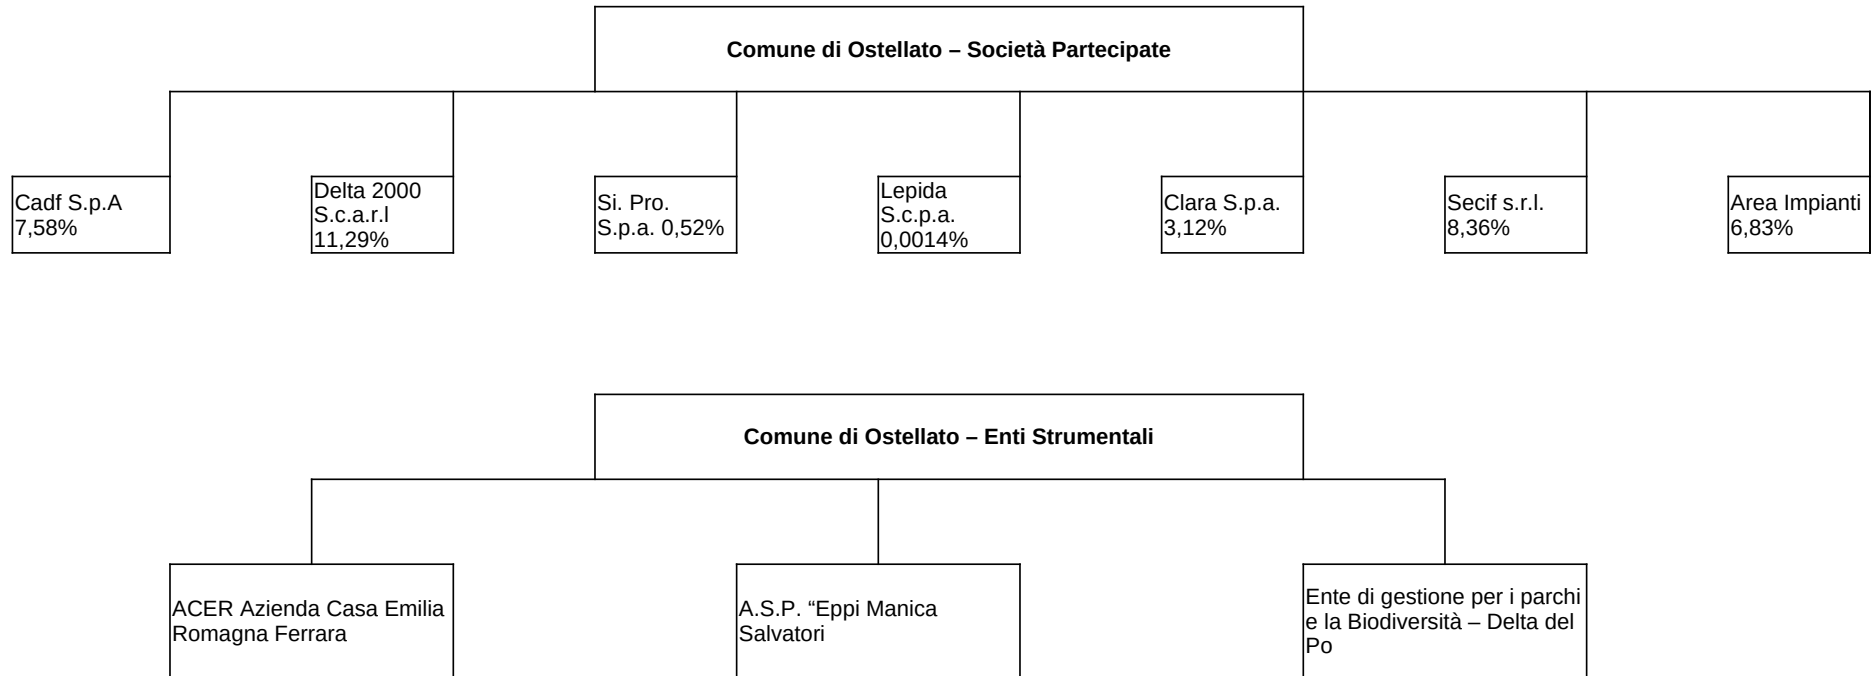 Comune di Ostellato – Società Partecipate
Cadf S.p.A
7,58%
Delta 2000
S.c.a.r.l
11,29%
Si. Pro.
S.p.a. 0,52%
Lepida
S.c.p.a.
0,0014%
Clara S.p.a.
3,12%
Secif s.r.l.
8,36%
Area Impianti
6,83%
Comune di Ostellato – Enti Strumentali
ACER Azienda Casa Emilia
Romagna Ferrara
A.S.P. “Eppi Manica
Salvatori
Ente di gestione per i parchi
e la Biodiversità – Delta del
Po